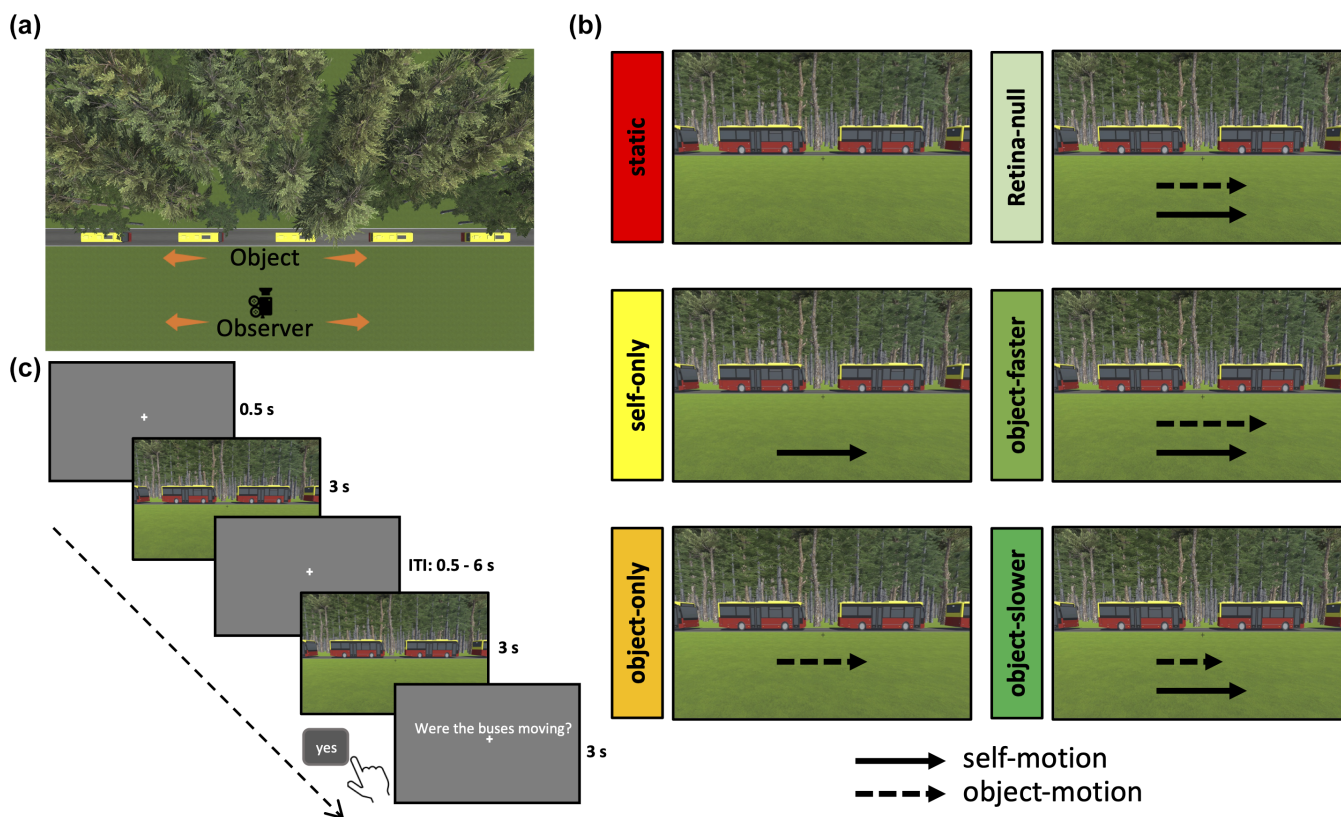 (a)
Object
Observer
(b)
static
Retina-null
self-only
object-faster
object-only
object-slower
self-motion
object-motion
(c)
0.5 s
3 s
ITI: 0.5 - 6 s
3 s
Were the buses moving?
yes
3 s